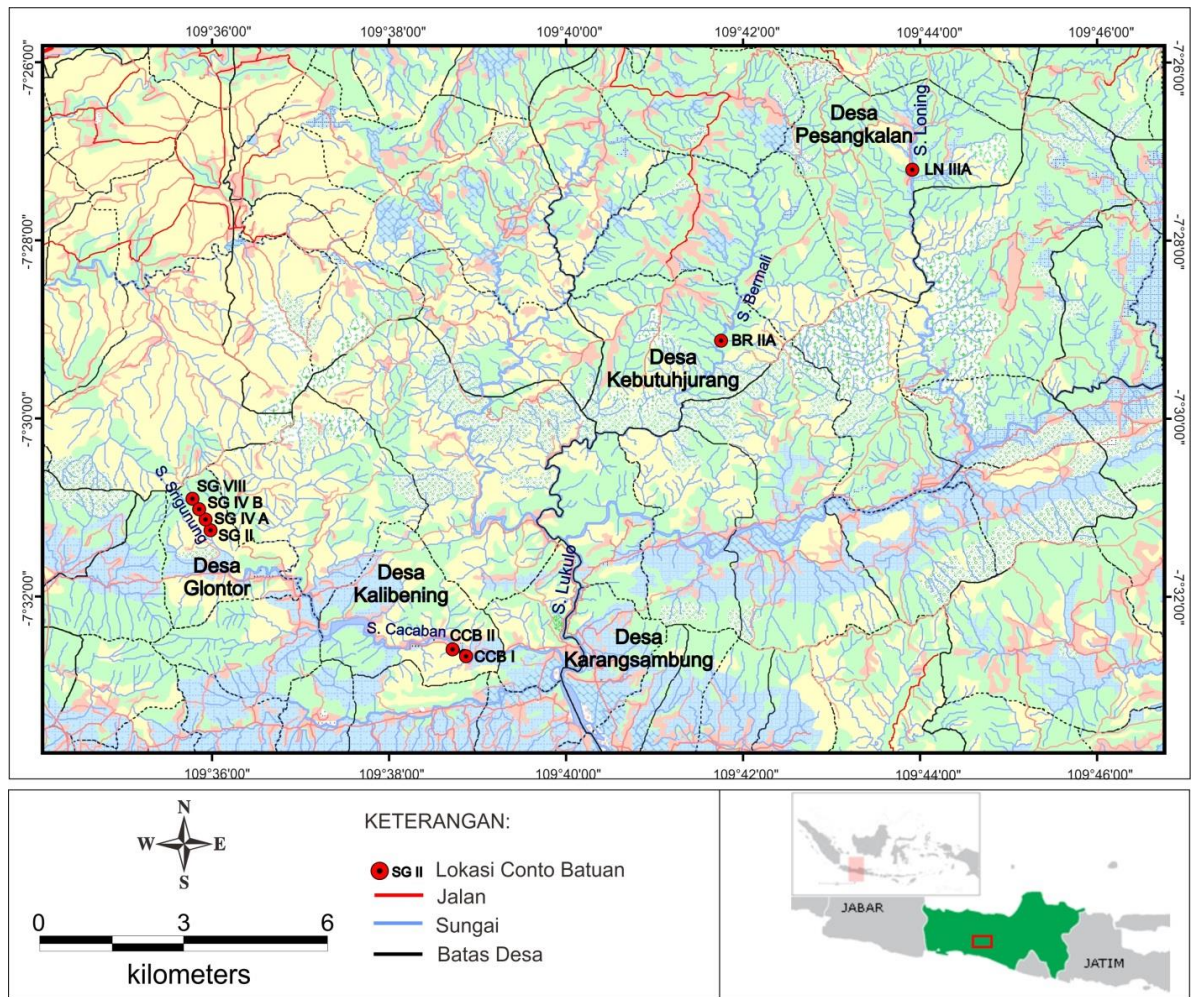 109°36'00" 109°38'00" 109°40'00" 109°42'00" 109°44'00" 109°46'00"
-7°26'00" -7°26'00"
Desa
Pesangkalan
S. Loning
LN IIIA
-7°28'00" -7°28'00"
S. Bermali
BR IIA
Desa
Kebutuhjurang
-7°30'00" -7°30'00"
SG VIII
SG IV B
SG IV A
SG II
S. Srigunung
Desa
Glontor
-7°32'00" -7°32'00"
Desa
Kalibening
S. Lukulo
S. Cacaban
CCB II
CCB I
Desa
Karangsambung
109°36'00" 109°38'00" 109°40'00" 109°42'00" 109°44'00" 109°46'00"
N
W E
S
0 3 6
kilometers
KETERANGAN:
SG II Lokasi Conto Batuan
Jalan
Sungai
Batas Desa
JABAR
JATIM